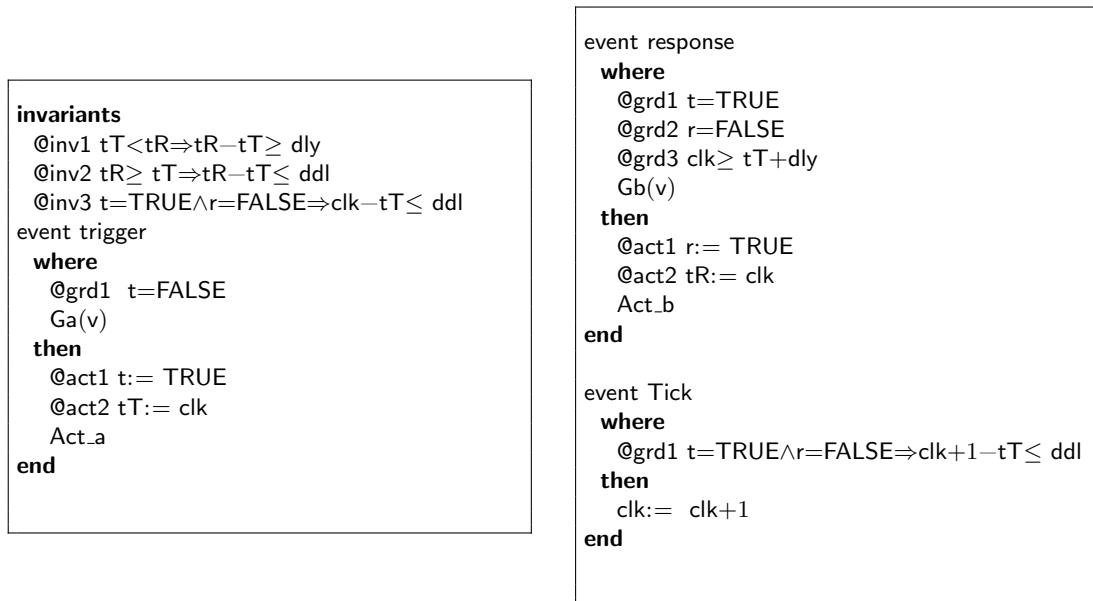 invariants
@inv1 tT<tR⇒tR−tT≥ dly
@inv2 tR≥ tT⇒tR−tT≤ ddl
@inv3 t=TRUE∧r=FALSE⇒clk−tT≤ ddl
event trigger
where
@grd1 t=FALSE
Ga(v)
then
@act1 t:= TRUE
@act2 tT:= clk
Act_a
end
event response
where
@grd1 t=TRUE
@grd2 r=FALSE
@grd3 clk≥ tT+dly
Gb(v)
then
@act1 r:= TRUE
@act2 tR:= clk
Act_b
end
event Tick
where
@grd1 t=TRUE∧r=FALSE⇒clk+1−tT≤ ddl
then
clk:= clk+1
end